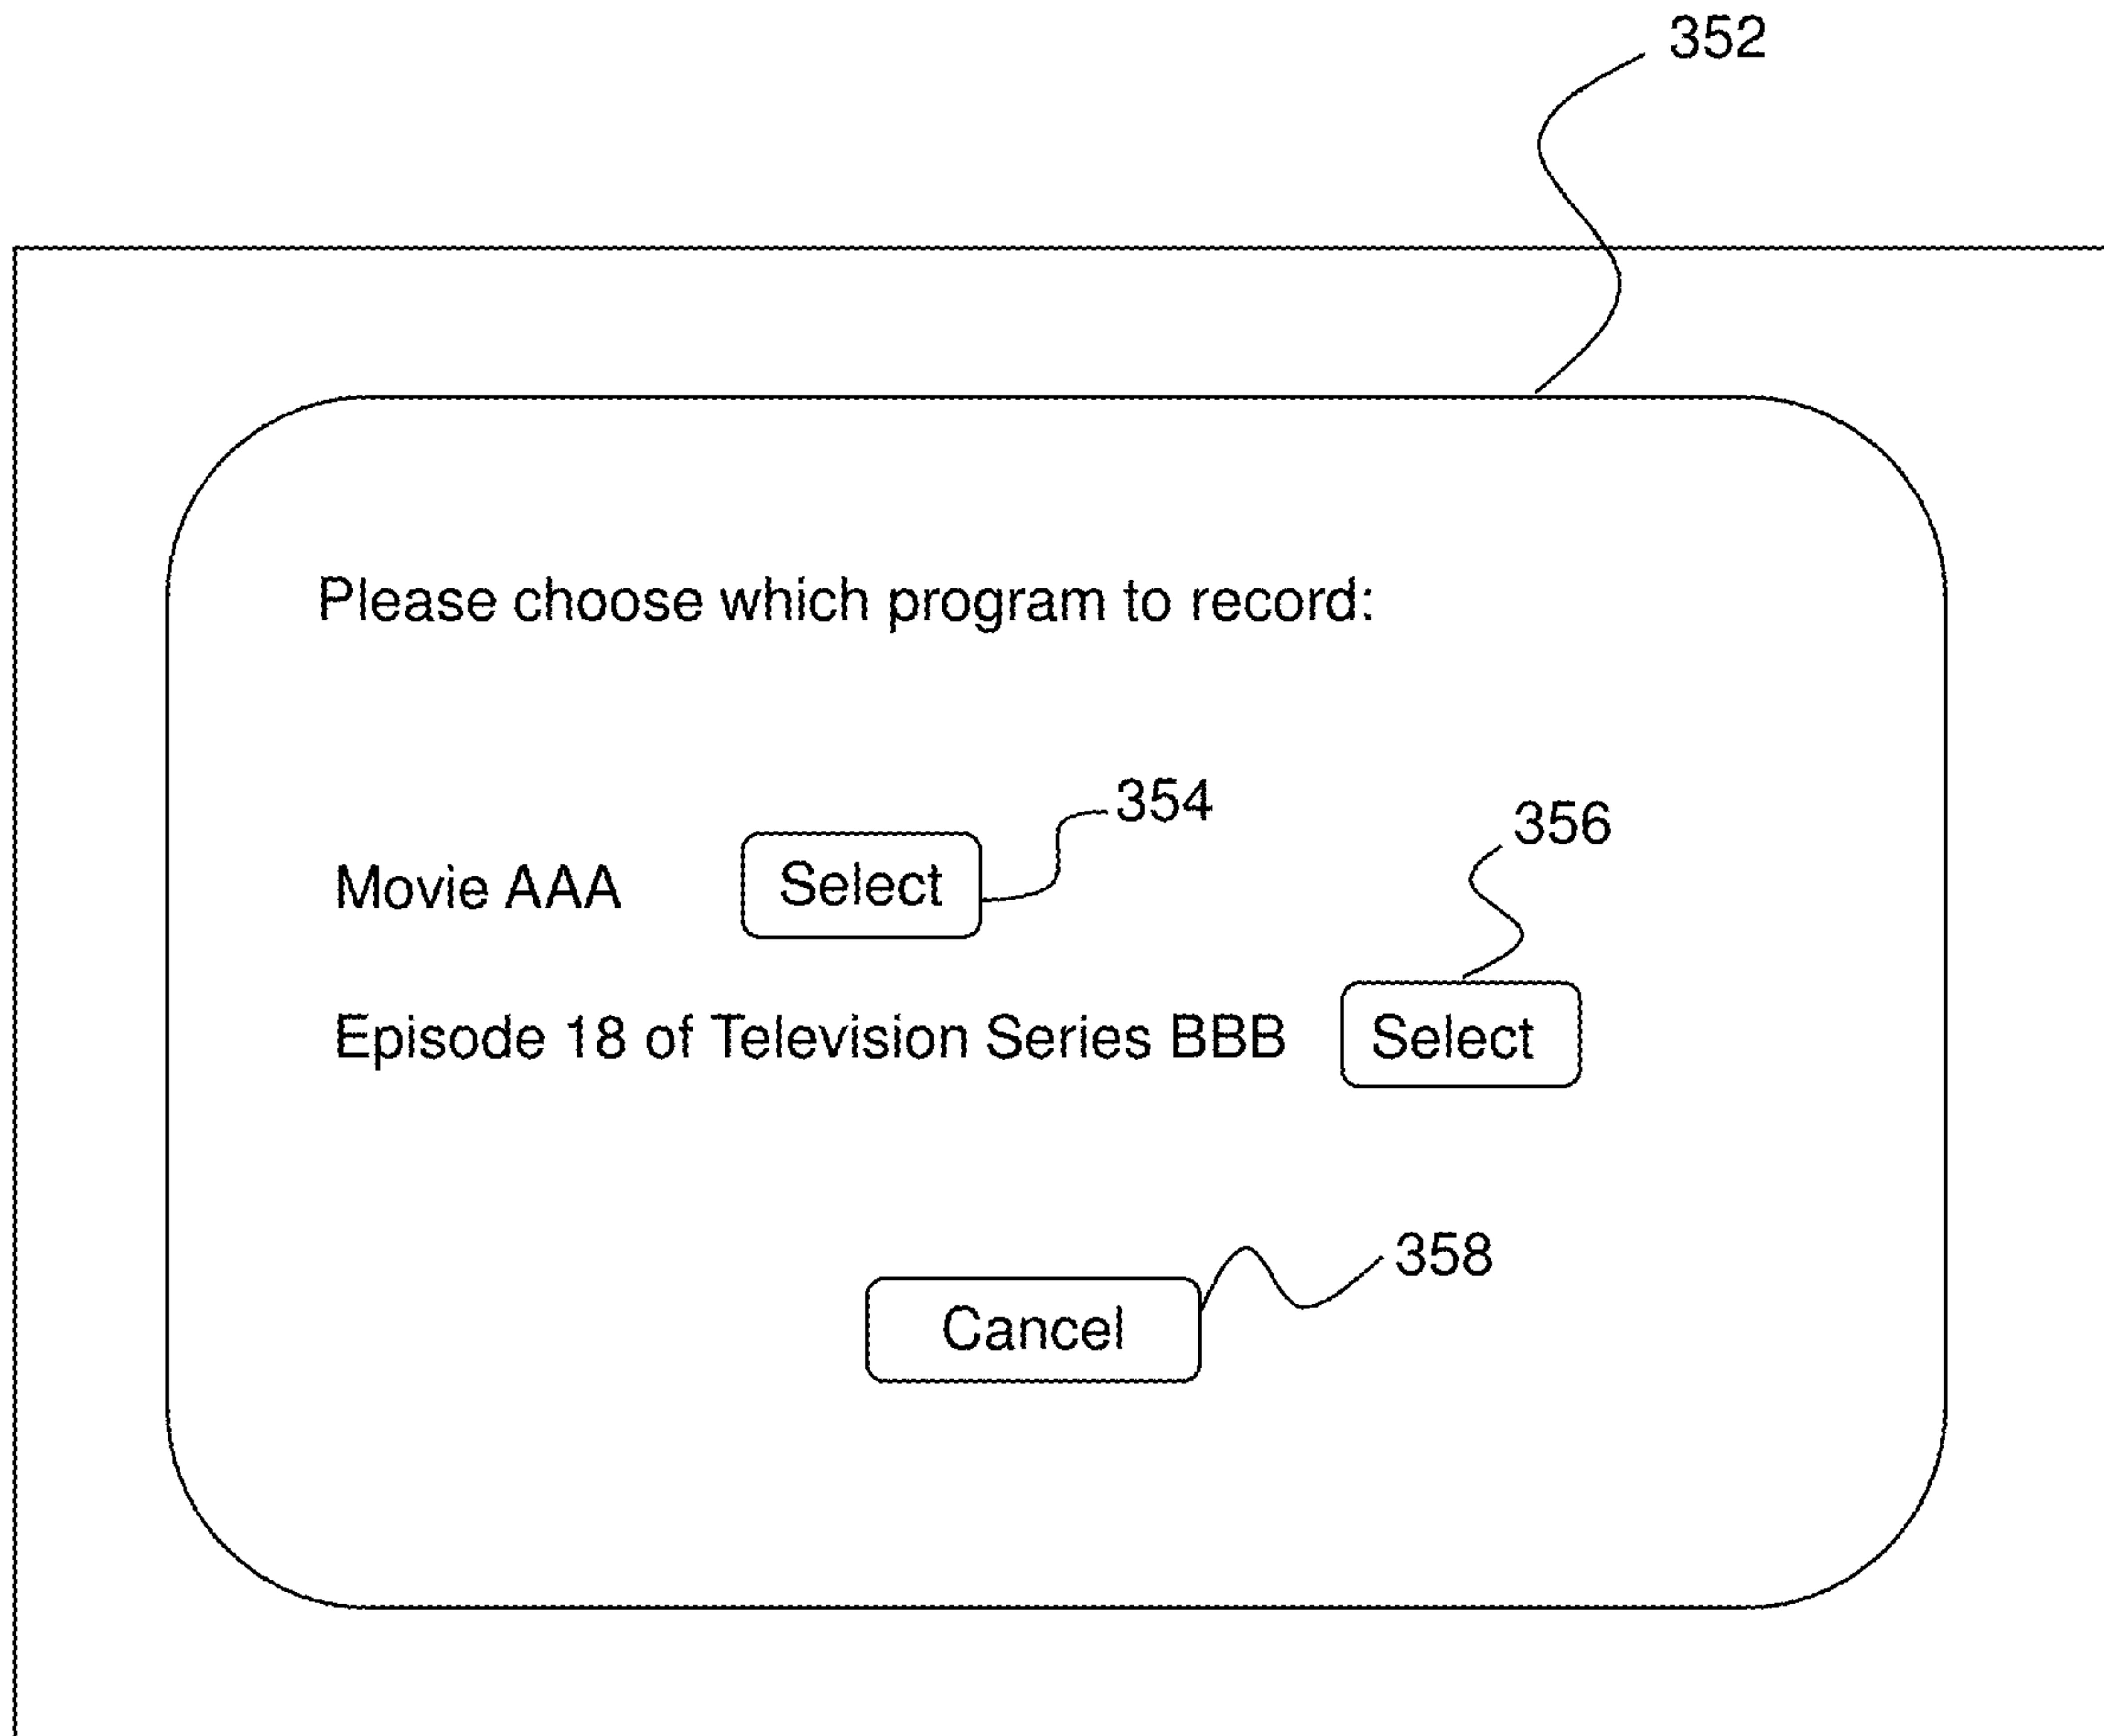 352
Please choose which program to record:
354
356
Movie AAA Select
Episode 18 of Television Series BBB Select
358
Cancel